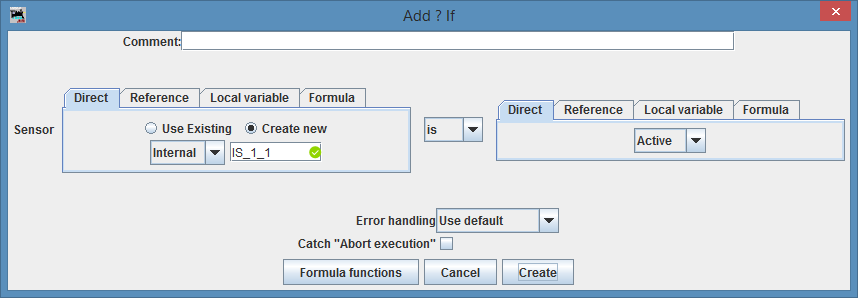 Add ? If
Comment:
Direct Reference Local variable Formula
Direct Reference Local variable Formula
Sensor
Use Existing Create new
is
Internal IS_1_1
Active
Error handling Use default
Catch "Abort execution"
Formula functions Cancel Create